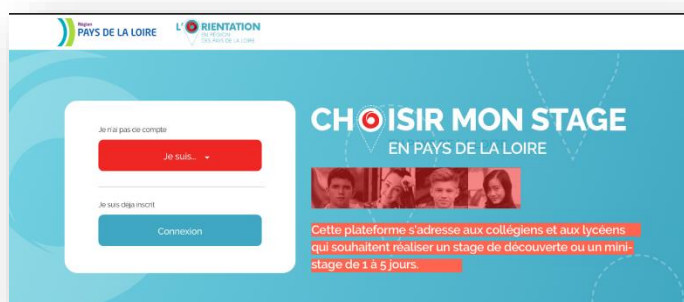 Région
PAYS DE LA LOIRE
L'ORIENTATION
EN RÉGION
DES PAYS DE LA LOIRE
Je n'ai pas de compte
Je suis...
Je suis déjà inscrit
Connexion
CHOISIR MON STAGE
EN PAYS DE LA LOIRE
Cette plateforme s'adresse aux collégiens et aux lycéens
qui souhaitent réaliser un stage de découverte ou un mini-
stage de 1 à 5 jours.